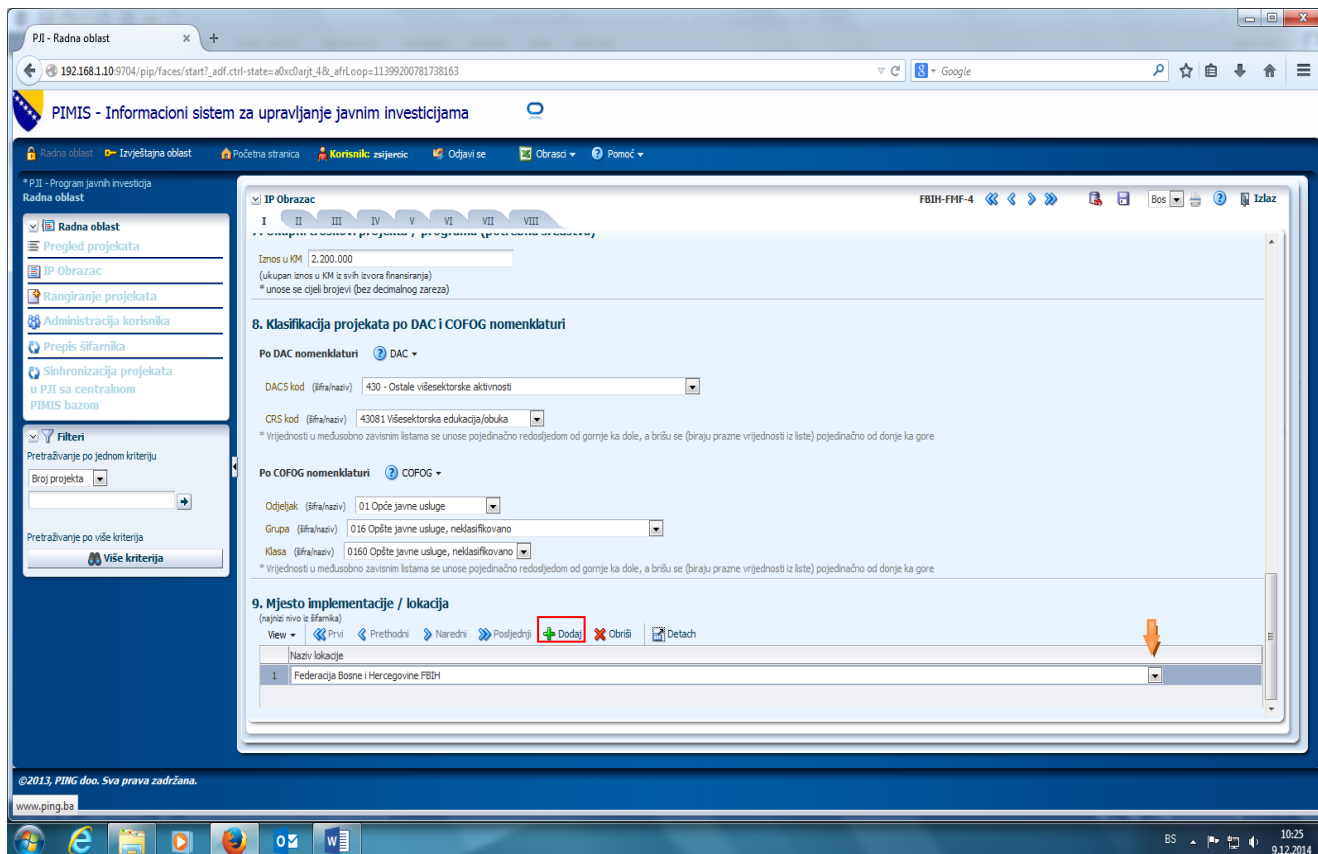 PJI - Radna oblast
192.168.1.10:9704/pip/faces/start?_adf.ctrl-state=a0xc0arjt_4&_afrLoop=11399200781738163
Google
PIMIS - Informacioni sistem za upravljanje javnim investicijama
Radna oblast Izvještajna oblast Početna stranica Korisnik: zsijercic Odjavi se Obrasci Pomoć
* PJI - Program javnih investicija
Radna oblast
Radna oblast
Pregled projekata
IP Obrazac
Rangiranje projekata
Administracija korisnika
Prepis šifarnika
Sinhronizacija projekata
u PJI sa centralnom
PIMIS bazom
Filteri
Pretraživanje po jednom kriteriju
Broj projekta
Pretraživanje po više kriterija
Više kriterija
IP Obrazac FBIH-FMF-4 Bos Izlaz
I II III IV V VI VII VIII
7. Ukupni troškovi projekta / programa (potrebna sredstva)
Iznos u KM 2.200.000
(ukupan iznos u KM iz svih izvora finansiranja)
* unose se cijeli brojevi (bez decimalnog zareza)
8. Klasifikacija projekata po DAC i COFOG nomenklaturi
Po DAC nomenklaturi DAC
DAC5 kod (šifra/naziv) 430 - Ostale višesektorske aktivnosti
CRS kod (šifra/naziv) 43081 Višesektorska edukacija/obuka
* Vrijednosti u međusobno zavisnim listama se unose pojedinačno redosljedom od gornje ka dole, a brišu se (biraju prazne vrijednosti iz liste) pojedinačno od donje ka gore
Po COFOG nomenklaturi COFOG
Odjeljak (šifra/naziv) 01 Opće javne usluge
Grupa (šifra/naziv) 016 Opšte javne usluge, neklasifikovano
Klasa (šifra/naziv) 0160 Opšte javne usluge, neklasifikovano
* Vrijednosti u međusobno zavisnim listama se unose pojedinačno redosljedom od gornje ka dole, a brišu se (biraju prazne vrijednosti iz liste) pojedinačno od donje ka gore
9. Mjesto implementacije / lokacija
(najnizi nivo iz šifarnika)
View Prvi Prethodni Naredni Posljednji Dodaj Obriši Detach
Naziv lokacije
1 Federacija Bosne i Hercegovine FBIH
©2013, PING doo. Sva prava zadržana.
www.ping.ba
BS 10:25
9.12.2014